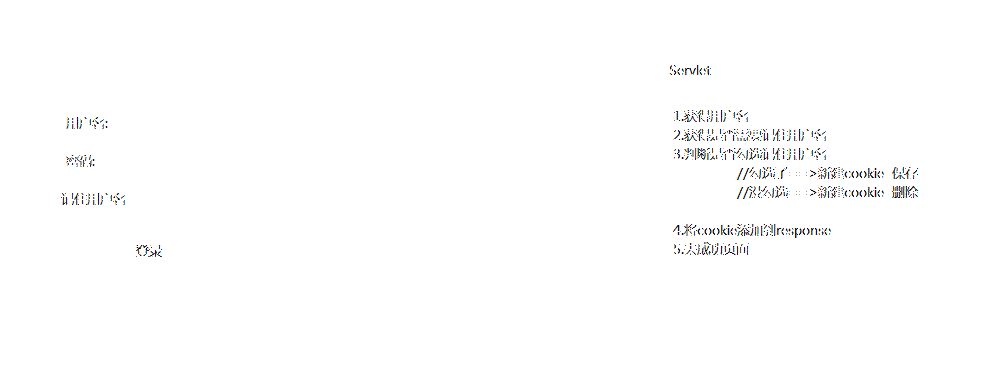 用户名:
密码:
记住用户名
登录
Servlet
1.获得用户名
2.获得是否需要记住用户名
3.判断是否勾选记住用户名
//勾选了==>新建cookie 保存
//没勾选==>新建cookie 删除
4.将cookie添加到response
5.去成功页面